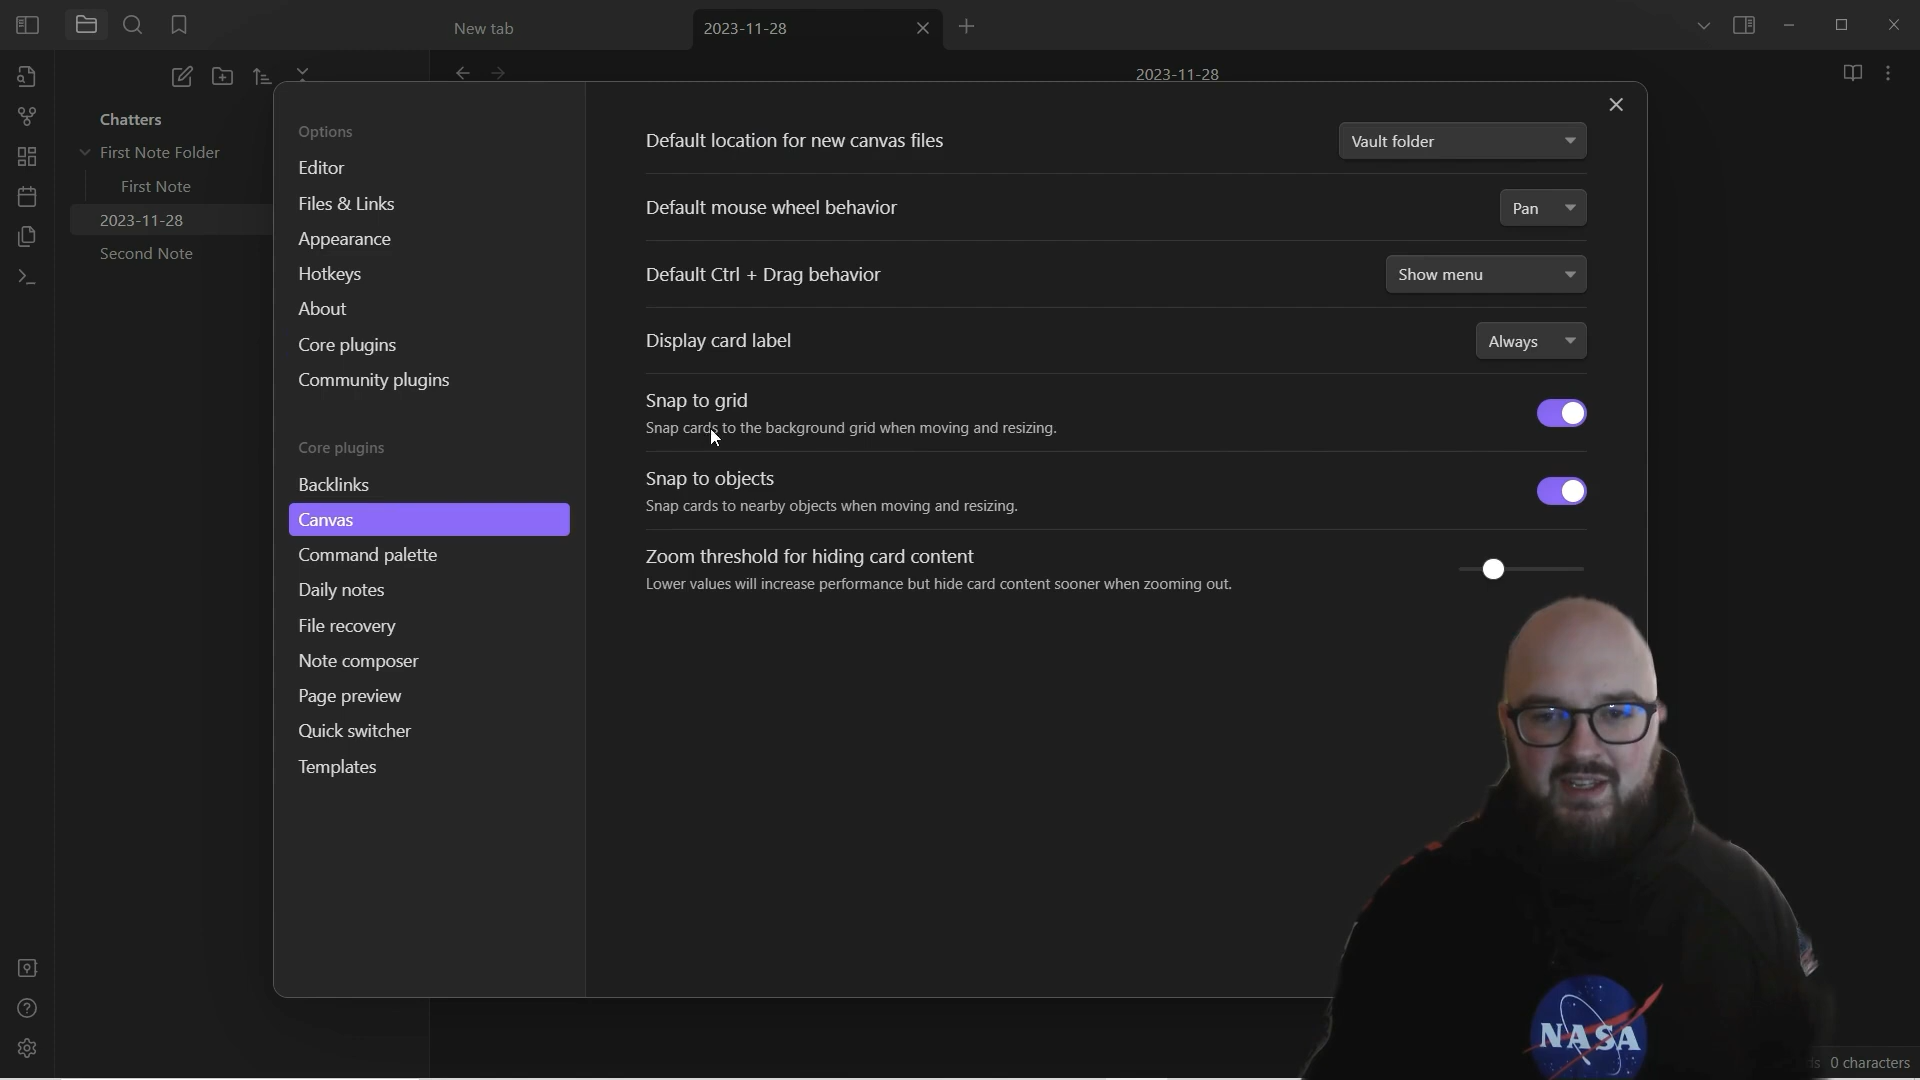 New tab
2023-11-28
2023-11-28
Chatters
First Note Folder
First Note
2023-11-28
Second Note
Options
Editor
Files & Links
Appearance
Hotkeys
About
Core plugins
Community plugins
Core plugins
Backlinks
Canvas
Command palette
Daily notes
File recovery
Note composer
Page preview
Quick switcher
Templates
Default location for new canvas files
Vault folder
Default mouse wheel behavior
Pan
Default Ctrl + Drag behavior
Show menu
Display card label
Always
Snap to grid
Snap cards to the background grid when moving and resizing.
Snap to objects
Snap cards to nearby objects when moving and resizing.
Zoom threshold for hiding card content
Lower values will increase performance but hide card content sooner when zooming out.
NASA
0 characters